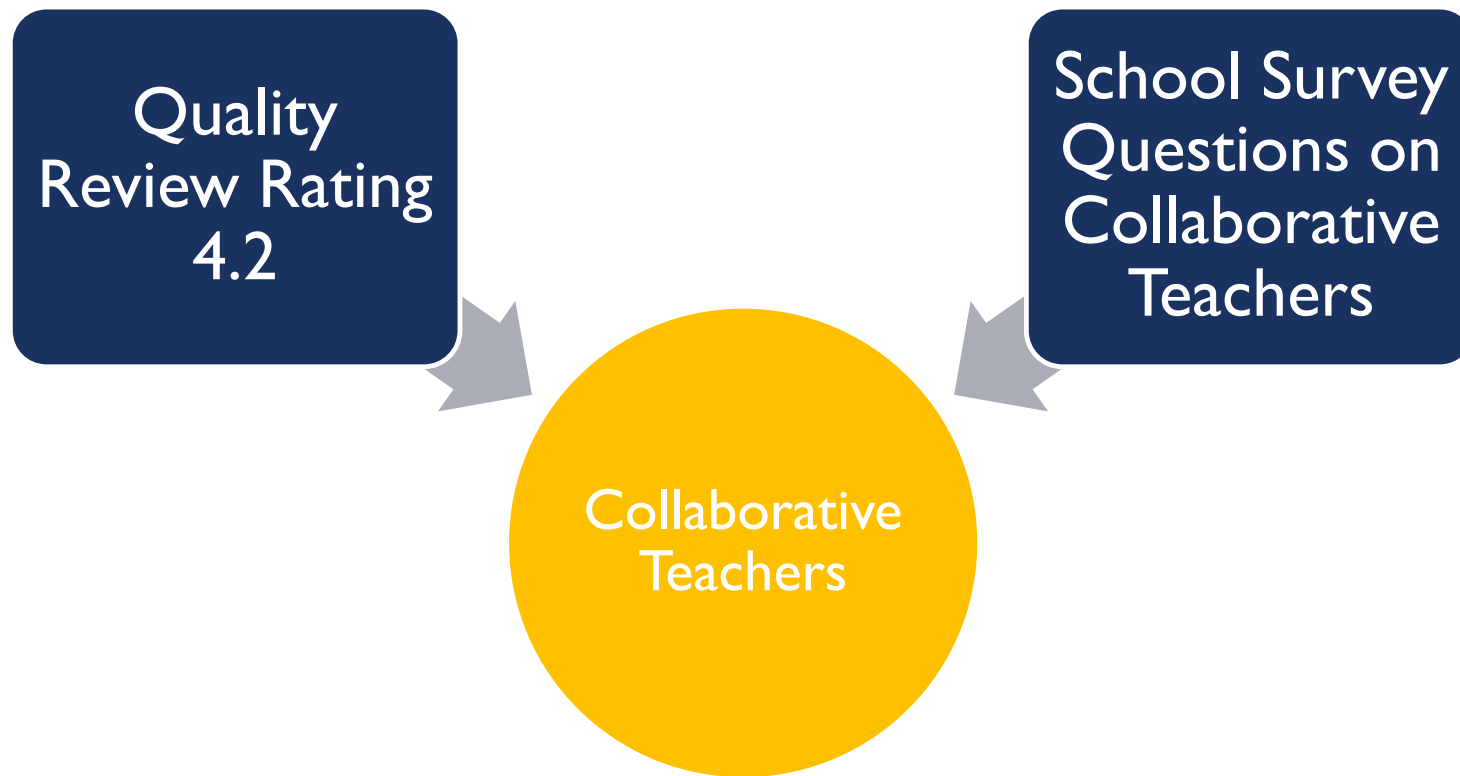 Quality
Review Rating
4.2
School Survey
Questions on
Collaborative
Teachers
Collaborative
Teachers